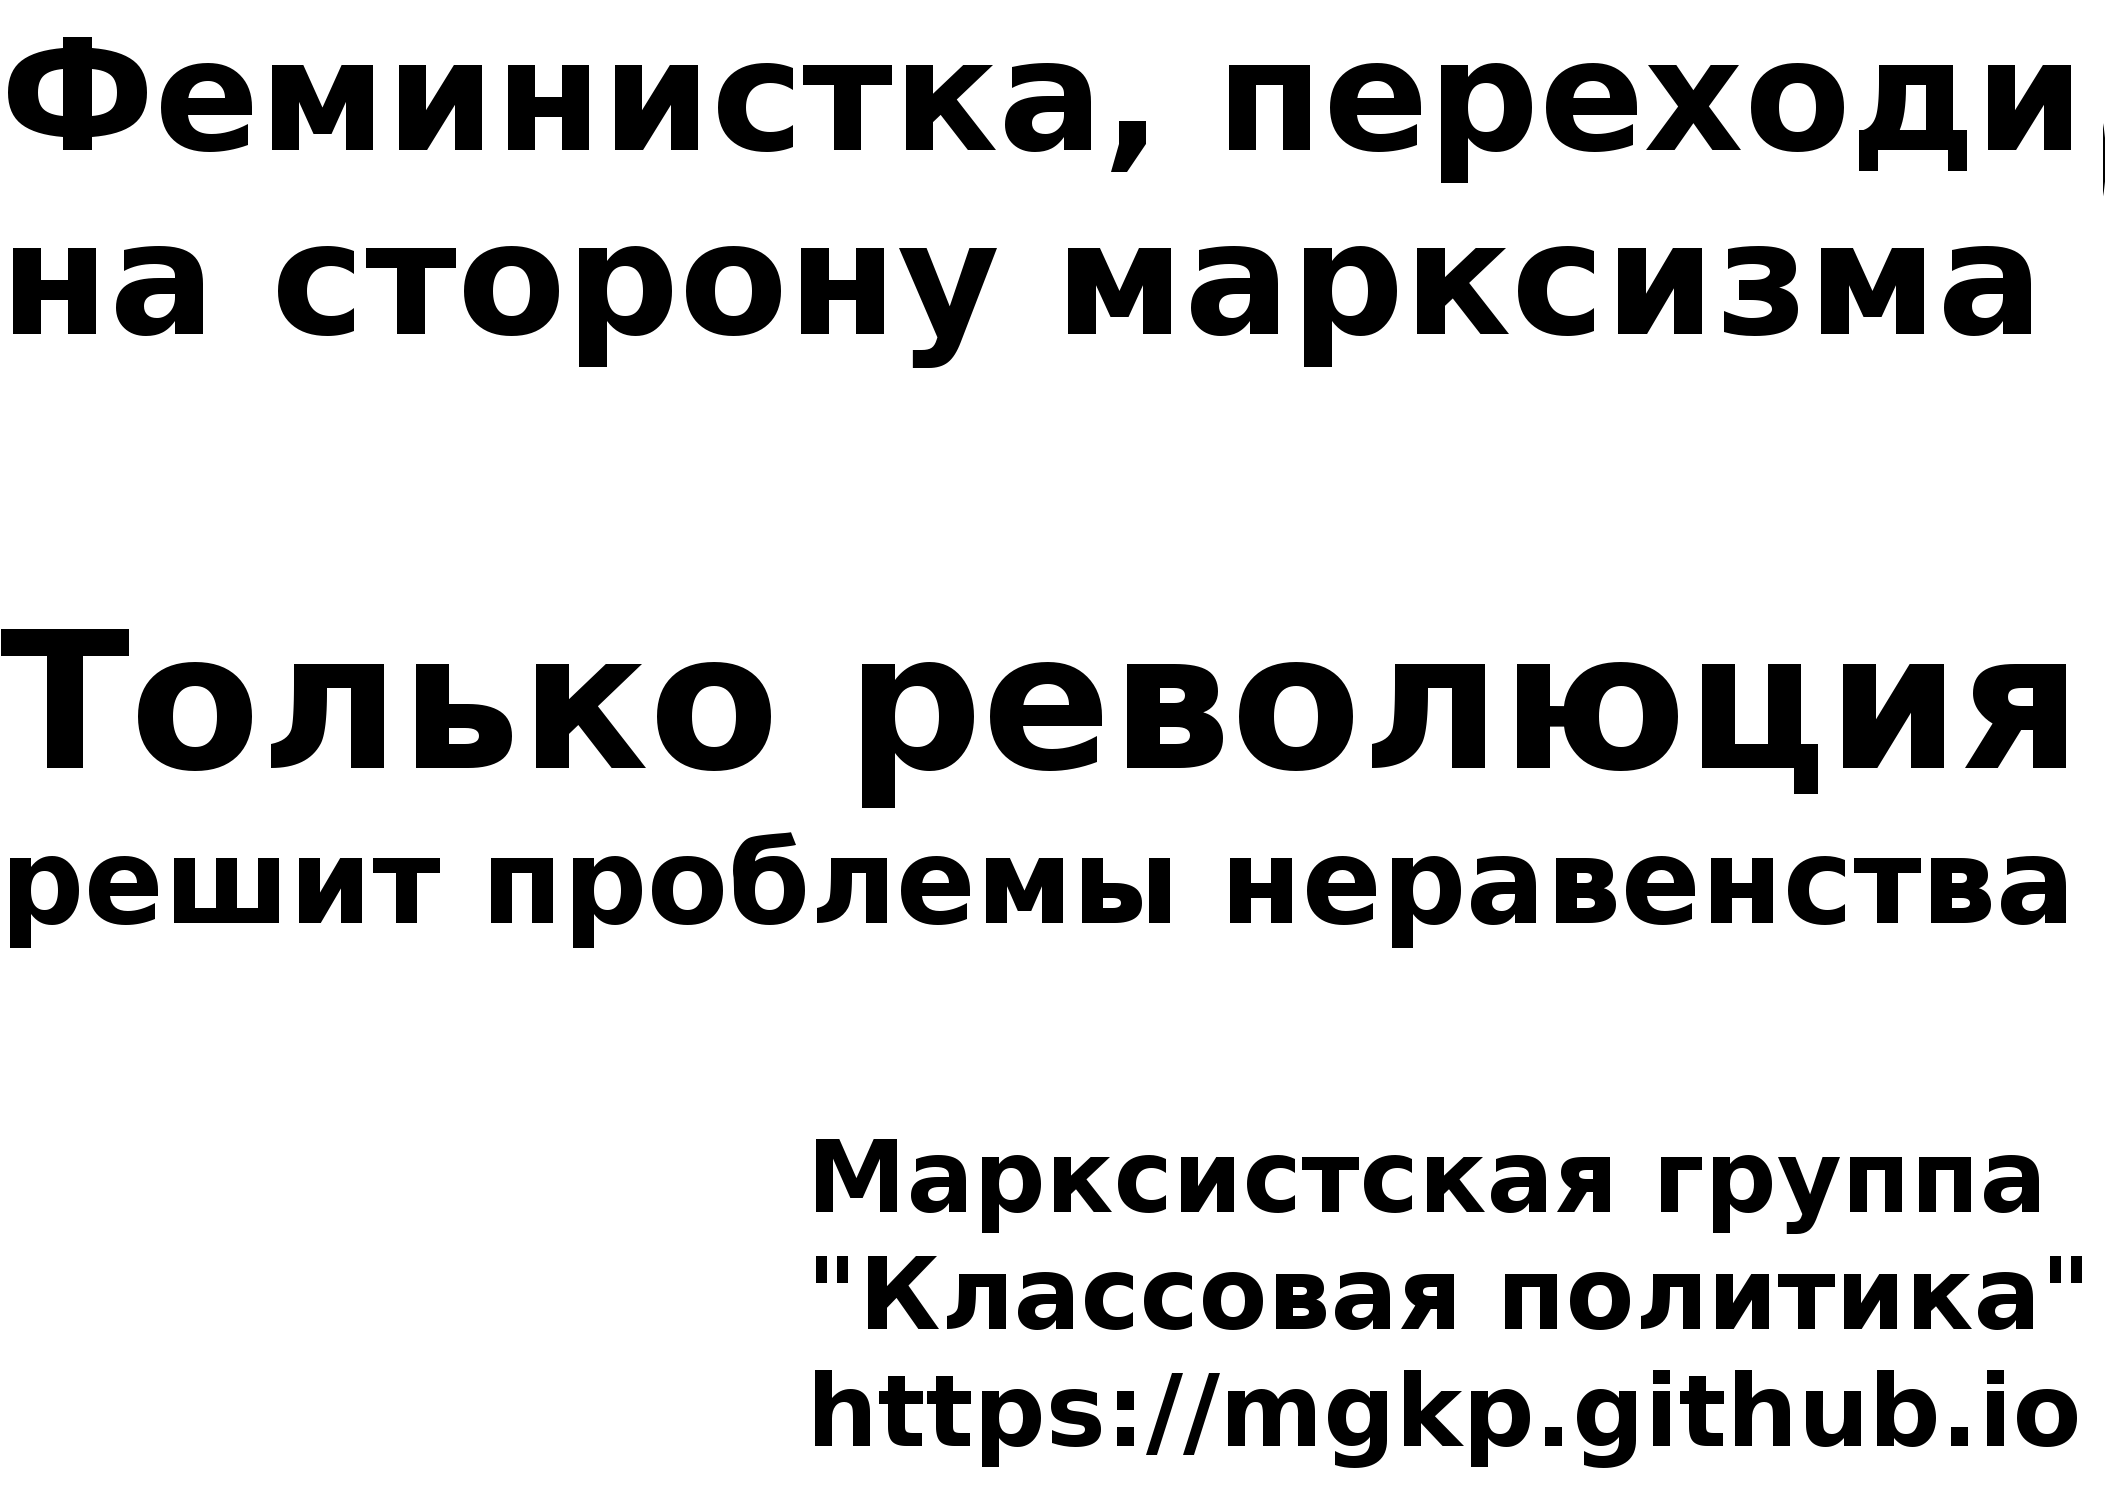 Феминистка, переходи
на сторону марксизма
Только революция
решит проблемы неравенства
Марксистская группа
"Классовая политика"
https://mgkp.github.io